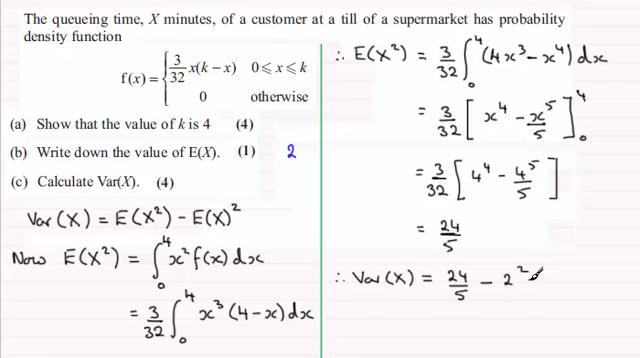 The queueing time, X minutes, of a customer at a till of a supermarket has probability
density function
f(x) = { 3/32 x(k − x)   0 ⩽ x ⩽ k
0   otherwise
(a) Show that the value of k is 4   (4)
(b) Write down the value of E(X).   (1)   2
(c) Calculate Var(X).   (4)
Var(X) = E(X²) − E(X)²
Now E(X²) = ∫₀⁴ x² f(x) dx
= 3/32 ∫₀⁴ x³ (4 − x) dx
∴ E(X²) = 3/32 ∫₀⁴ (4x³ − x⁴) dx
= 3/32 [ x⁴ − x⁵/5 ]₀⁴
= 3/32 [ 4⁴ − 4⁵/5 ]
= 24/5
∴ Var(X) = 24/5 − 2²